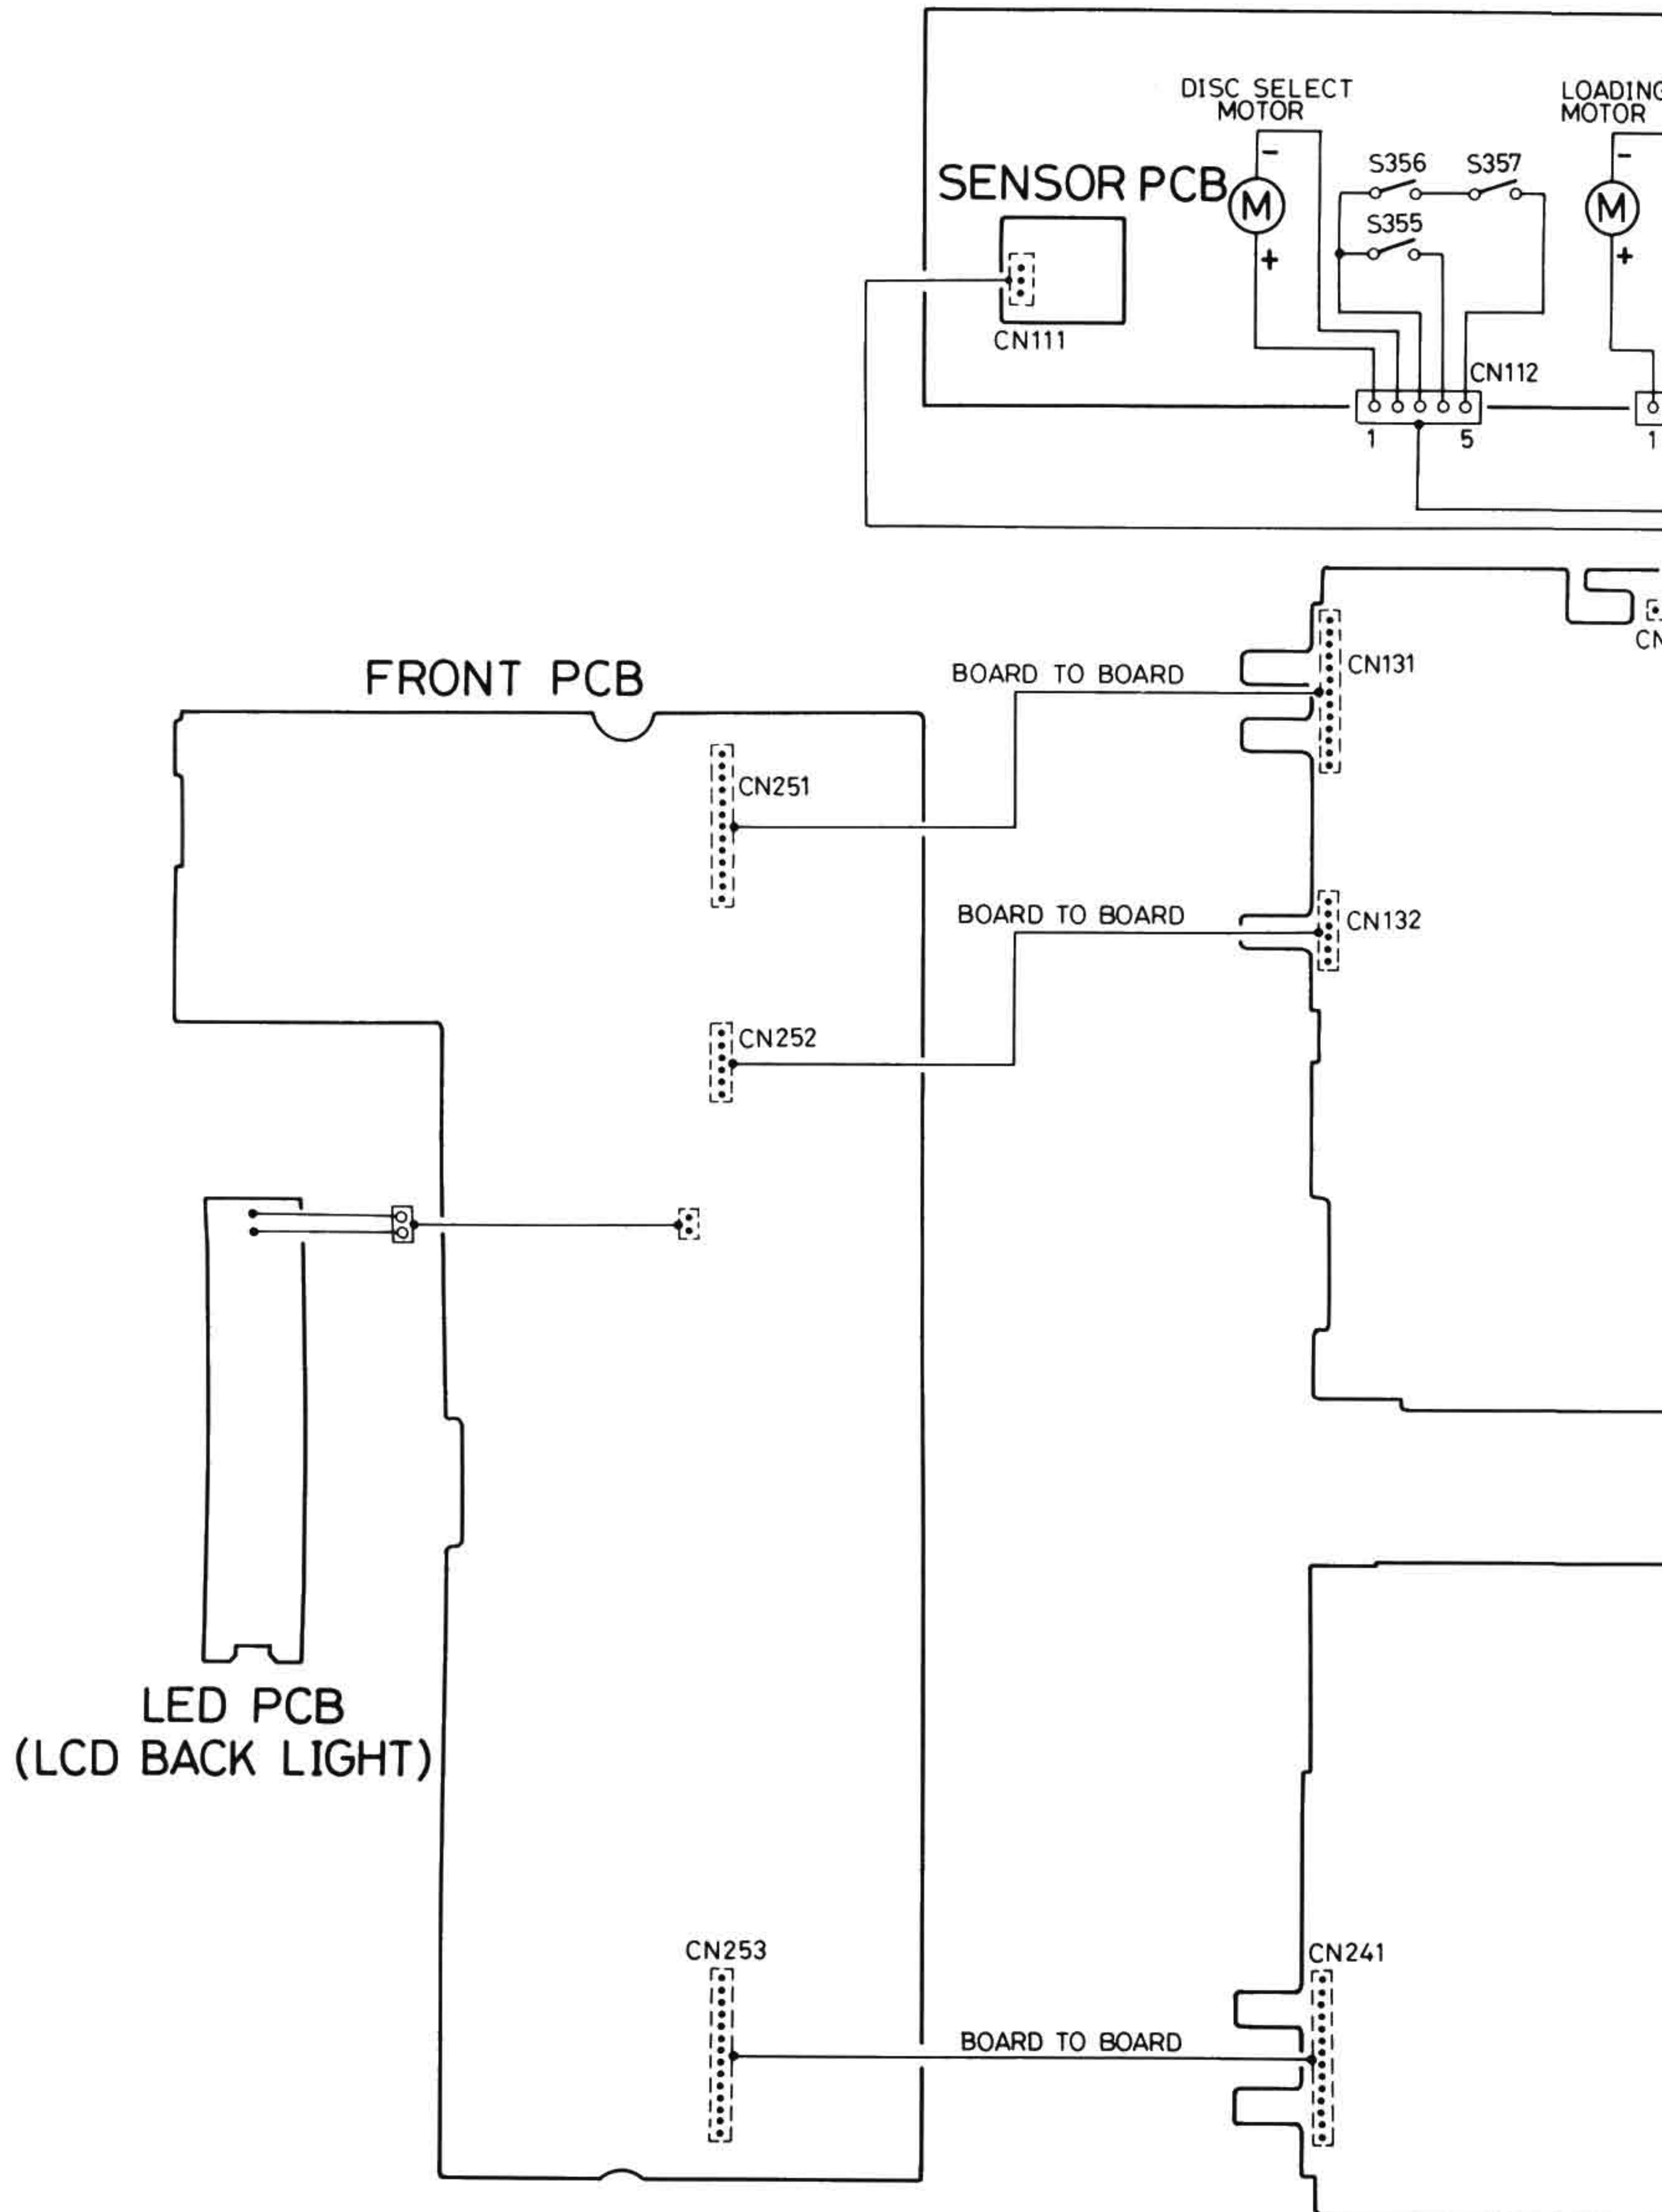 DISC SELECT
MOTOR
LOADING
MOTOR
-
-
S356
S357
SENSOR PCB
M
M
S355
+
+
CN111
CN112
1
5
1
CN
FRONT PCB
BOARD TO BOARD
CN131
CN251
BOARD TO BOARD
CN132
CN252
LED PCB
(LCD BACK LIGHT)
CN253
CN241
BOARD TO BOARD